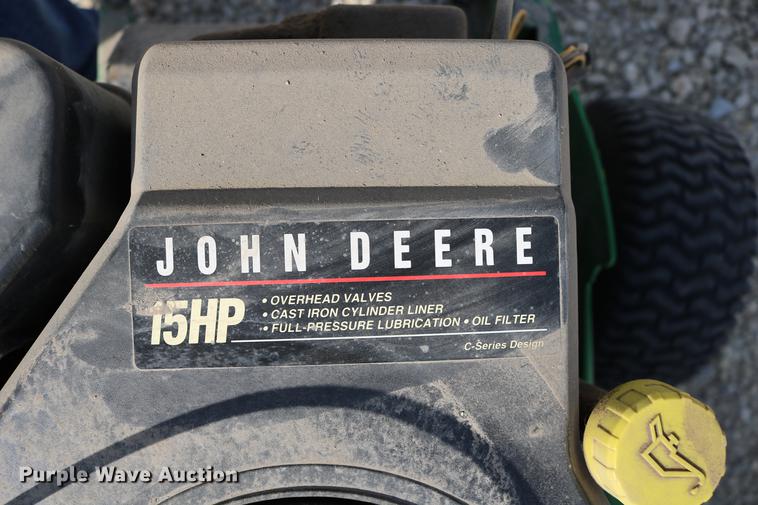 JOHN DEERE
15HP
• OVERHEAD VALVES
• CAST IRON CYLINDER LINER
• FULL-PRESSURE LUBRICATION • OIL FILTER
C-Series Design
Purple Wave Auction